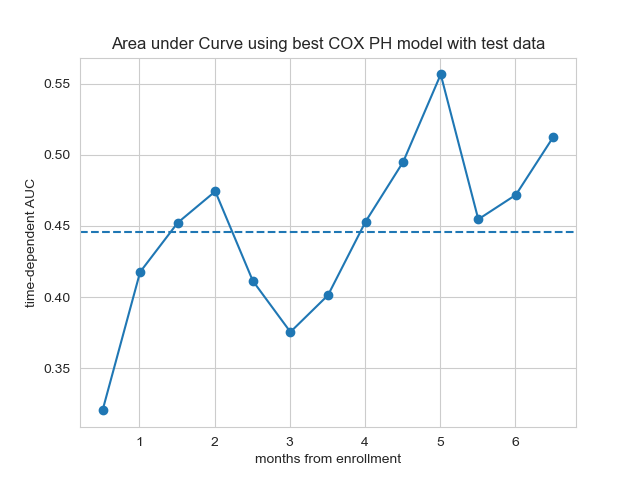 Area under Curve using best COX PH model with test data
0.55
0.50
0.45
0.40
0.35
time-dependent AUC
1 2 3 4 5 6
months from enrollment